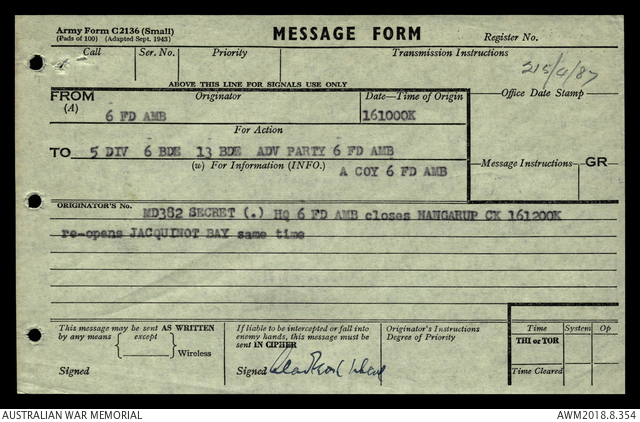 Army Form C2136 (Small)
(Pads of 100) (Adapted Sept. 1943)
MESSAGE FORM
Register No.
Call Ser. No. Priority Transmission Instructions
215/4/87
ABOVE THIS LINE FOR SIGNALS USE ONLY
FROM Originator Date—Time of Origin Office Date Stamp
(A) 6 FD AMB 161000K
For Action
TO 5 DIV 6 BDE 13 BDE ADV PARTY 6 FD AMB
(w) For Information (INFO.) Message Instructions GR
A COY 6 FD AMB
ORIGINATOR'S No.
MD382 SECRET (.) HQ 6 FD AMB closes NANGARUP CK 161200K
re-opens JACQUINOT BAY same time
This message may be sent AS WRITTEN
by any means except
Wireless
Signed
If liable to be intercepted or fall into
enemy hands, this message must be
sent IN CIPHER
Signed
Originator's Instructions
Degree of Priority
Time System Op
THI or TOR
Time Cleared
AUSTRALIAN WAR MEMORIAL AWM2018.8.354